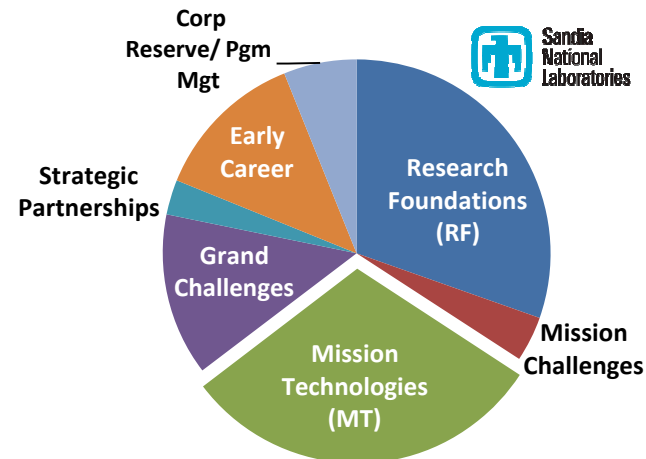 Corp
Reserve/ Pgm
Mgt
Sandia
National
Laboratories
Early
Career
Research
Foundations
(RF)
Strategic
Partnerships
Grand
Challenges
Mission
Challenges
Mission
Technologies
(MT)